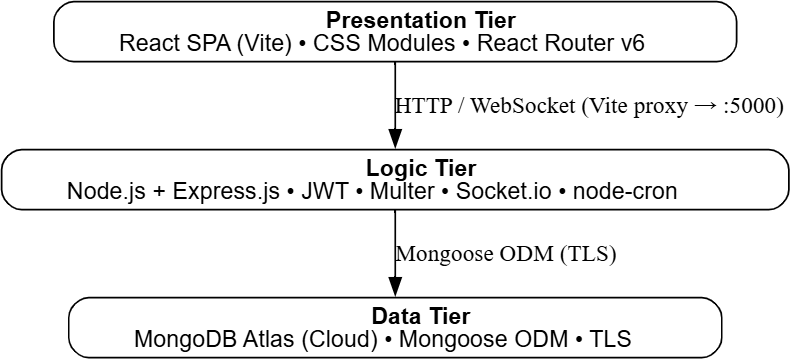 Presentation Tier
React SPA (Vite) • CSS Modules • React Router v6
HTTP / WebSocket (Vite proxy → :5000)
Logic Tier
Node.js + Express.js • JWT • Multer • Socket.io • node-cron
Mongoose ODM (TLS)
Data Tier
MongoDB Atlas (Cloud) • Mongoose ODM • TLS